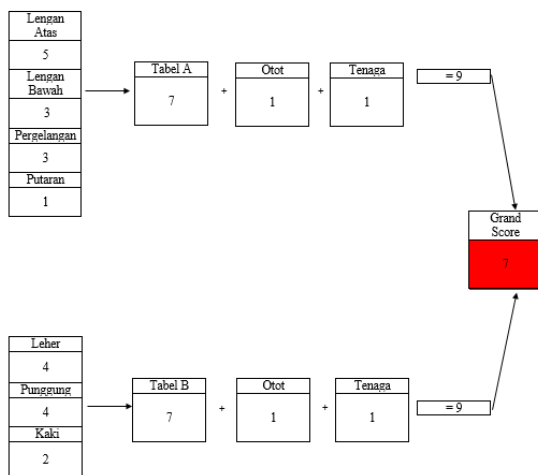 Lengan
Atas
5
Lengan
Bawah
3
Pergelangan
3
Putaran
1
Tabel A
7
+
Otot
1
+
Tenaga
1
= 9
Grand
Score
7
Leher
4
Punggung
4
Kaki
2
Tabel B
7
+
Otot
1
+
Tenaga
1
= 9